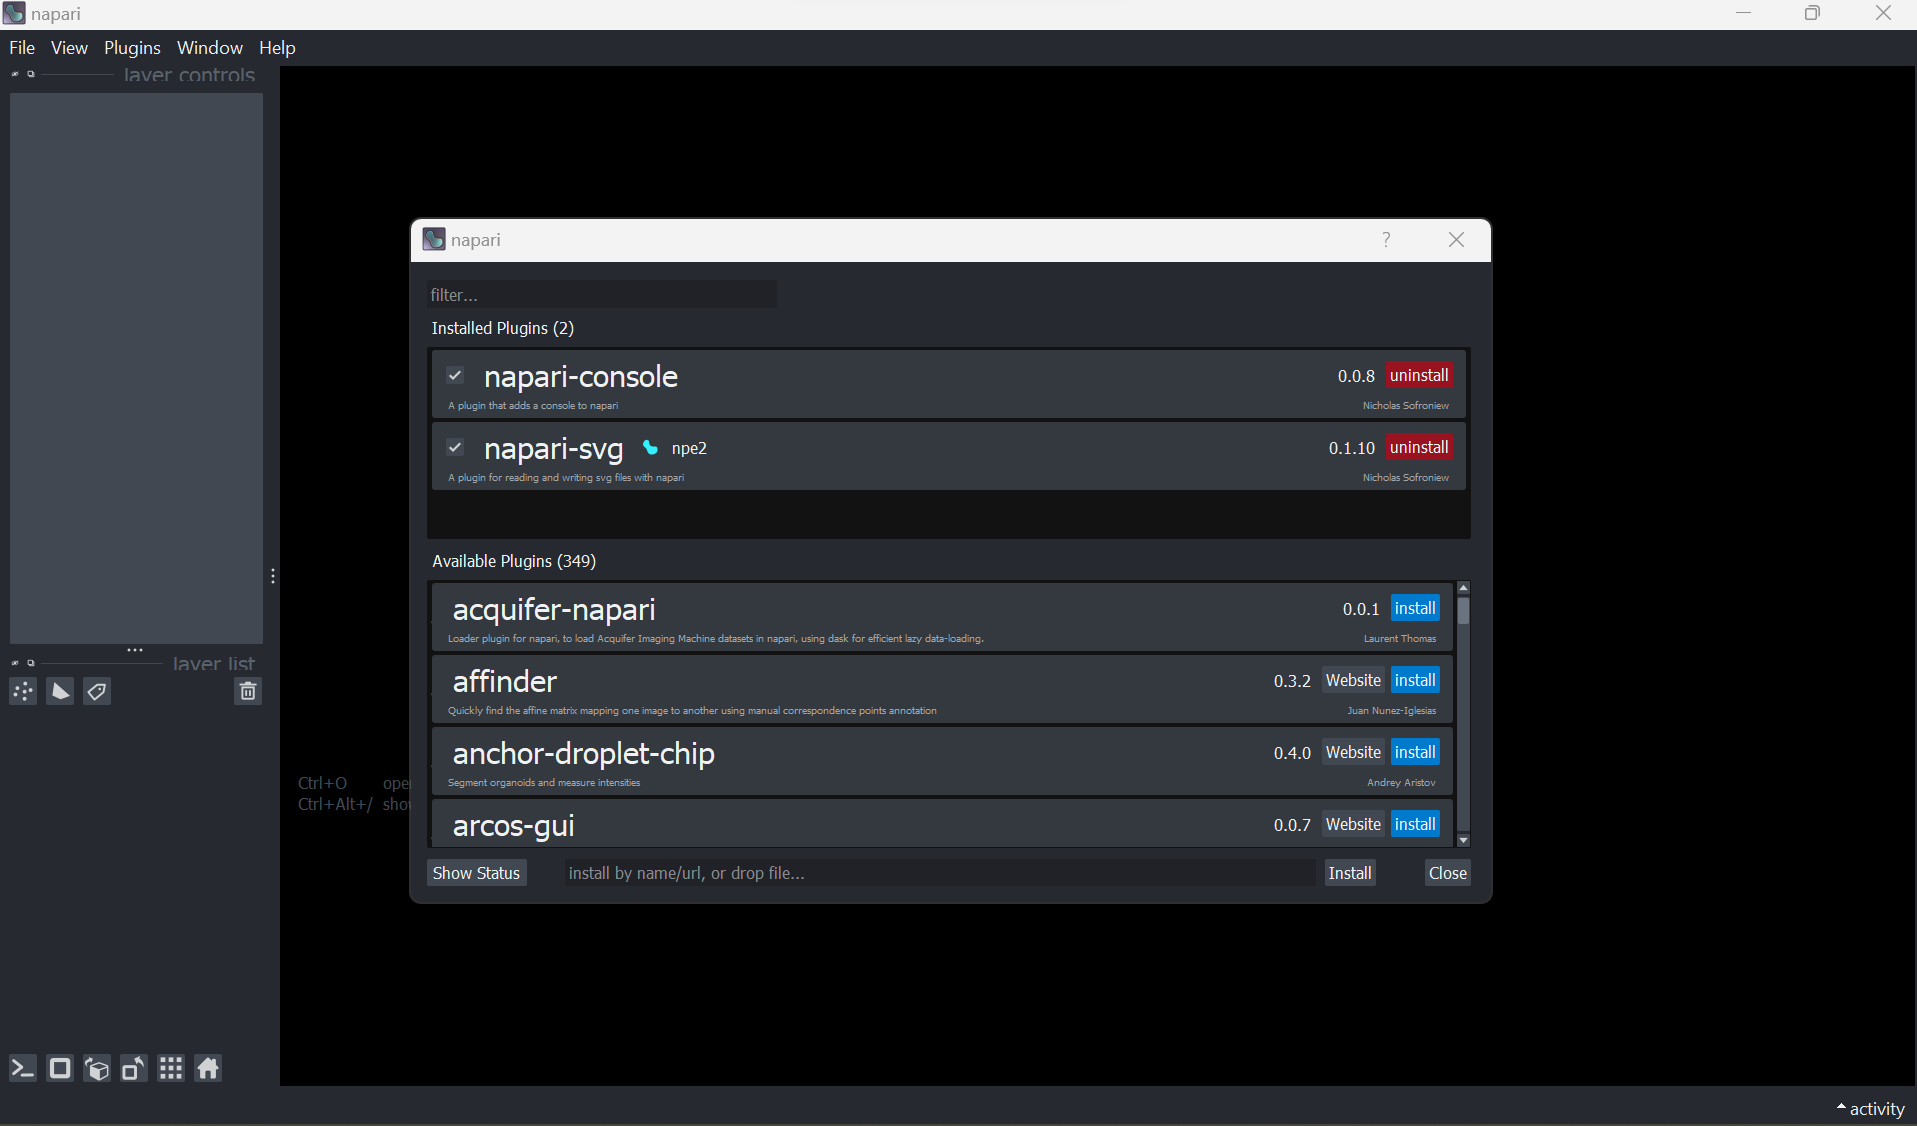 napari
File View Plugins Window Help
layer controls
napari
?
filter...
Installed Plugins (2)
napari-console 0.0.8 uninstall
A plugin that adds a console to napari Nicholas Sofroniew
napari-svg npe2 0.1.10 uninstall
A plugin for reading and writing svg files with napari Nicholas Sofroniew
Available Plugins (349)
acquifer-napari 0.0.1 install
Loader plugin for napari, to load Acquifer Imaging Machine datasets in napari, using dask for efficient lazy data-loading. Laurent Thomas
affinder 0.3.2 Website install
Quickly find the affine matrix mapping one image to another using manual correspondence points annotation Juan Nunez-Iglesias
anchor-droplet-chip 0.4.0 Website install
Segment organoids and measure intensities Andrey Aristov
arcos-gui 0.0.7 Website install
Show Status install by name/url, or drop file... Install Close
layer list
Ctrl+O
Ctrl+Alt+/
activity